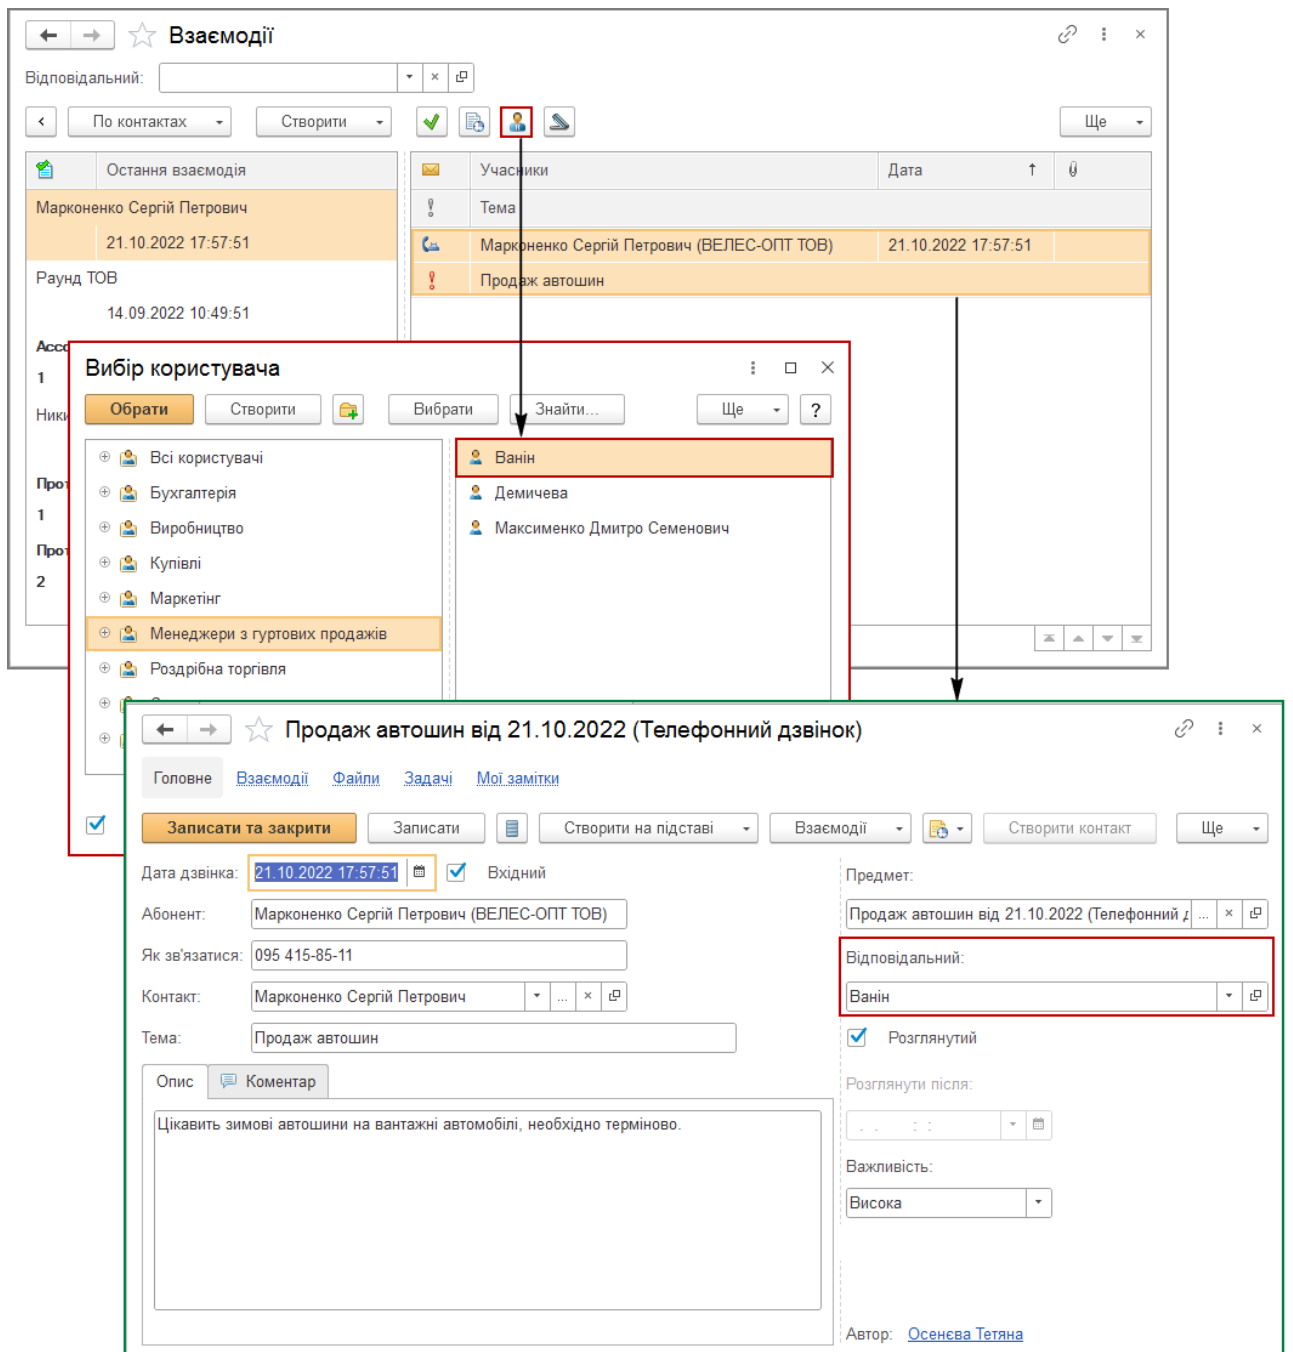 Взаємодії
Відповідальний:
По контактах
Створити
Ще
Остання взаємодія
Учасники
Дата
Тема
Марконенко Сергій Петрович
21.10.2022 17:57:51
Марконенко Сергій Петрович (ВЕЛЕС-ОПТ ТОВ)
21.10.2022 17:57:51
Раунд ТОВ
Продаж автошин
14.09.2022 10:49:51
1
Прот
1
Прот
2
Вибір користувача
Обрати
Створити
Вибрати
Знайти...
Ще
?
Всі користувачі
Бухгалтерія
Виробництво
Купівлі
Маркетінг
Менеджери з гуртових продажів
Роздрібна торгівля
Ванін
Демичева
Максименко Дмитро Семенович
Продаж автошин від 21.10.2022 (Телефонний дзвінок)
Головне
Взаємодії
Файли
Задачі
Мої замітки
Записати та закрити
Записати
Створити на підставі
Взаємодії
Створити контакт
Ще
Дата дзвінка: 21.10.2022 17:57:51
Вхідний
Абонент: Марконенко Сергій Петрович (ВЕЛЕС-ОПТ ТОВ)
Як зв'язатися: 095 415-85-11
Контакт: Марконенко Сергій Петрович
Тема: Продаж автошин
Опис
Коментар
Цікавить зимові автошини на вантажні автомобілі, необхідно терміново.
Предмет:
Продаж автошин від 21.10.2022 (Телефонний д
Відповідальний:
Ванін
Розглянутий
Розглянути після:
Важливість:
Висока
Автор: Осенєва Тетяна